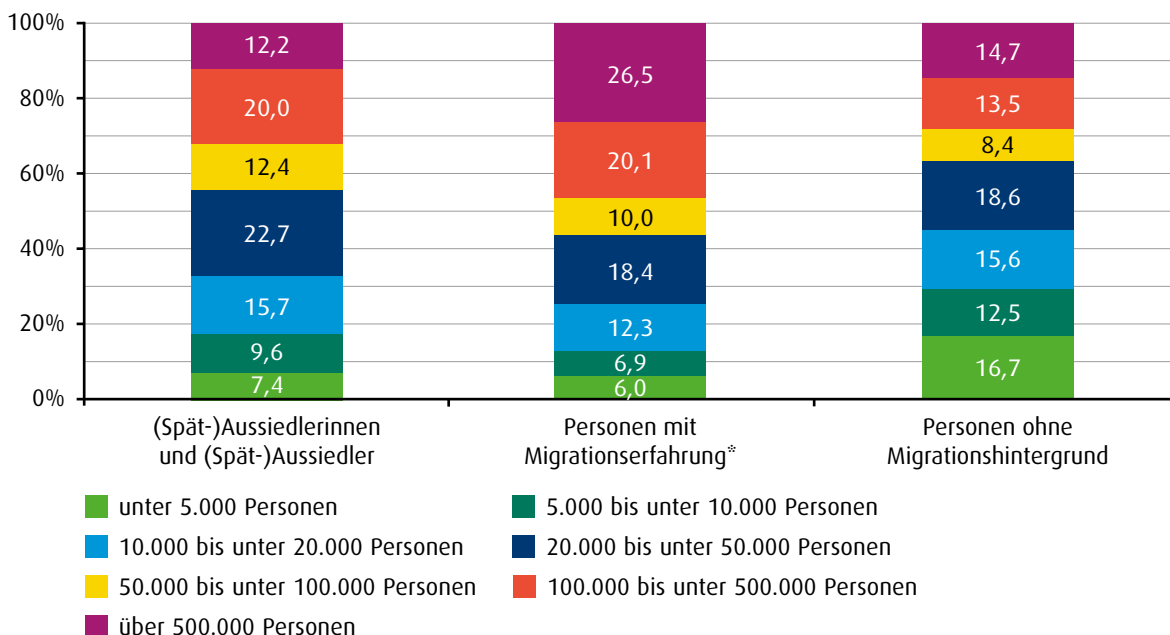 100%
80%
60%
40%
20%
0%
12,2
20,0
12,4
22,7
15,7
9,6
7,4
26,5
20,1
10,0
18,4
12,3
6,9
6,0
14,7
13,5
8,4
18,6
15,6
12,5
16,7
(Spät-)Aussiedlerinnen
und (Spät-)Aussiedler
Personen mit
Migrationserfahrung*
Personen ohne
Migrationshintergrund
unter 5.000 Personen
5.000 bis unter 10.000 Personen
10.000 bis unter 20.000 Personen
20.000 bis unter 50.000 Personen
50.000 bis unter 100.000 Personen
100.000 bis unter 500.000 Personen
über 500.000 Personen